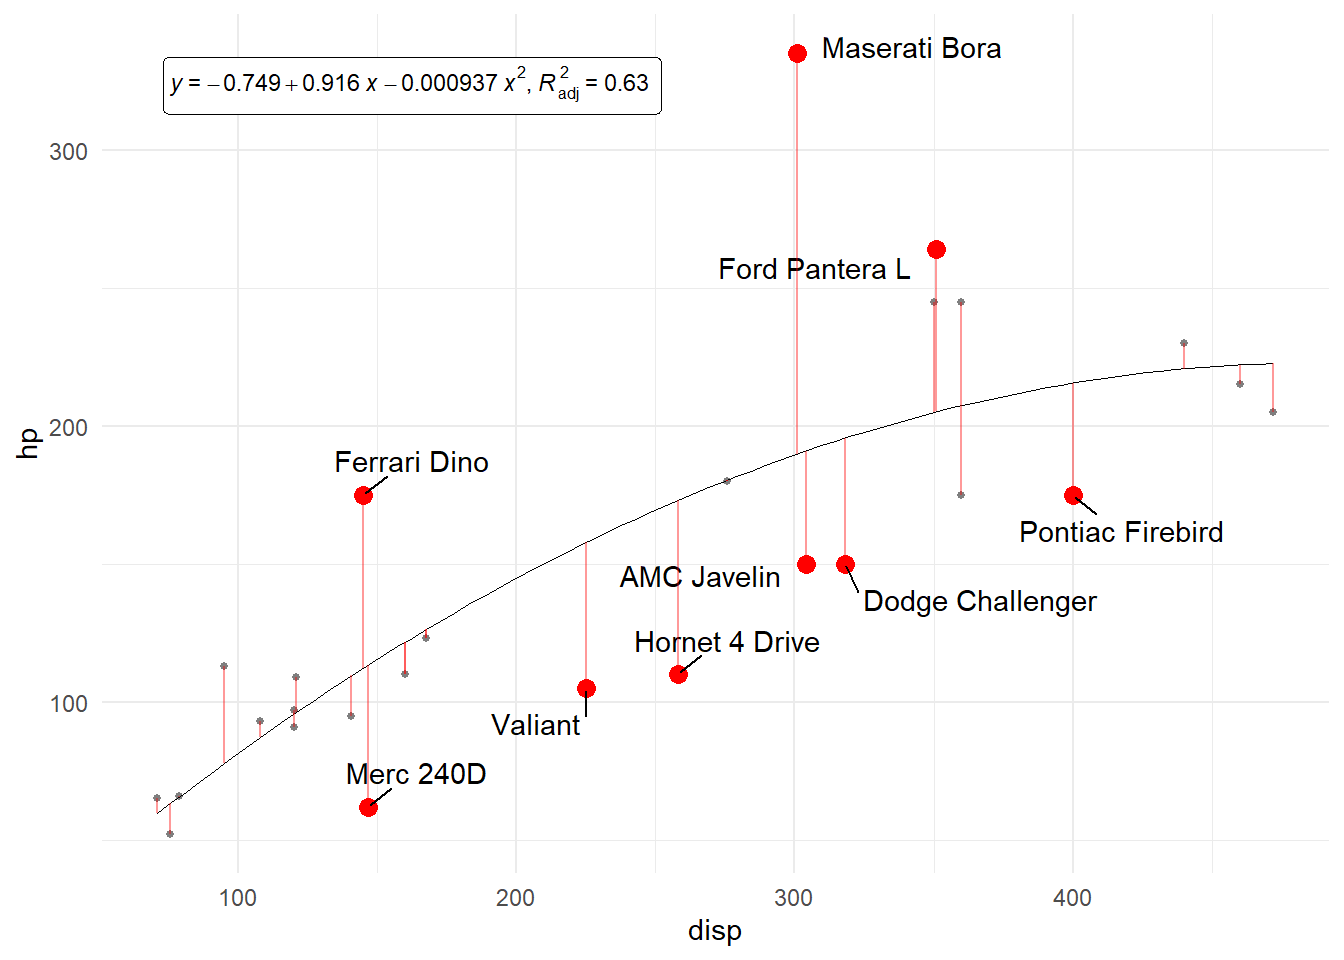 Maserati Bora
y = −0.749 + 0.916 x − 0.000937 x², R²adj = 0.63
300
Ford Pantera L
200
hp
Ferrari Dino
Pontiac Firebird
AMC Javelin
Dodge Challenger
Hornet 4 Drive
100
Valiant
Merc 240D
100 200 300 400
disp